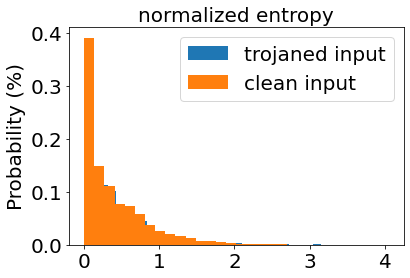 normalized entropy
0.4
0.3
0.2
0.1
0.0
Probability (%)
trojaned input
clean input
0 1 2 3 4